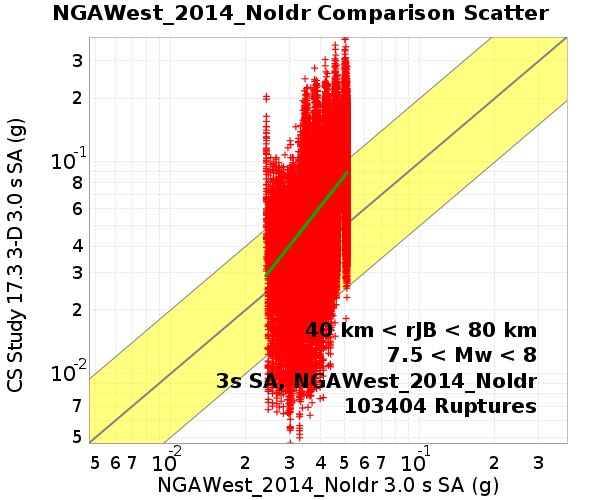 NGAWest_2014_NoIdr Comparison Scatter
CS Study 17.3 3-D 3.0 s SA (g)
3
2
10-1
8
6
4
3
2
10-2
7
5
40 km < rJB < 80 km
7.5 < Mw < 8
3s SA, NGAWest_2014_NoIdr
103404 Ruptures
5 6 7 10-2 2 3 4 5 6 7 10-1 2 3
NGAWest_2014_NoIdr 3.0 s SA (g)